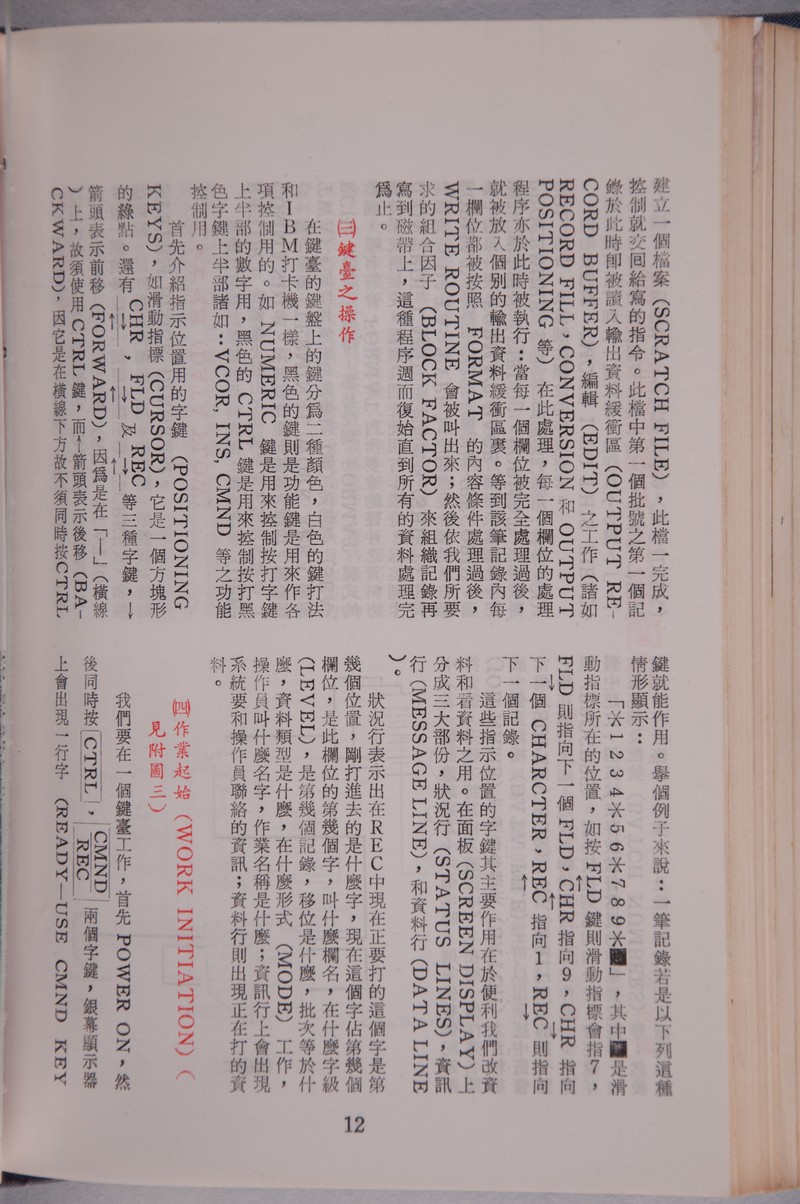 建立一個檔案（SCRATCH FILE），此檔一完成，
控制就交回給寫的指令。此檔中第一個批號之第一個記
錄於此時卽被讀入輸出資料緩衝區（OUTPUT RE-
CORD BUFFER），編輯（EDIT）之工作（諸如
RECORD FILL，CONVERSION 和 OUTPUT
POSITIONING 等）在此處理，每一個欄位的處理
程序亦於此時被執行：當每一個欄位被完全處理過後，
就被放入個別的輸出資料緩衝區裏。等到該筆記錄內每
一欄位都被按照 FORMAT 的內容條件處理過後，
WRITE ROUTINE 會被叫出來；然後依我們所要
求的組合因子（BLOCK FACTOR）來組織記錄再
寫到磁帶上，這種程序週而復始直到所有的資料處理完
爲止。
㈢鍵臺之操作
在鍵臺的鍵盤上的鍵分爲二種顏色，白色的鍵打法
和IBM打卡機一樣，黑色的鍵則是功能鍵是用來作各
項控制用的。如 NUMERIC 鍵是用來控制按打字鍵
上半部的數字用，黑色的 CTRL 鍵是用來控制按打黑
色字鍵上半部諸如：VCOR, INS, CMND 等之功能
控制用。
首先介紹指示位置用的字鍵（POSITIONING
KEYS），如滑動指標（CURSOR），它是一個方塊形
的綠點。還有 ←/CHR/→，←/FLD/→ 及 ←/REC/→ 等三種字鍵，→
箭頭表示前移（FORWARD），因爲是在「—」（橫線
）上，故須使用CTRL 鍵，而←箭頭表示後移（BA-
CKWARD），因它是在橫線下方故不須同時按CTRL
鍵就能作用。擧個例子來說：一筆記錄若是以下列這種
情形顯示：
「※1234※56※789※■」，其中■是滑
動指標所在的位置，如按 FLD← 鍵則滑動指標會指7，
FLD→ 則指向下一個 FLD，CHR← 指向9，CHR→ 指向
下一個 CHARCTER，REC← 指向1，REC→ 則指向
下一個記錄。
這些指示位置的字鍵其主要作用在於便利我們改資
料和看資料之用。在面板（SCREEN DISPLAY）上
分成三大部份，狀況行（STATUS LINES），資訊
行（MESSAGE LINE），和資料行（DATA LINE
）。
狀況行表示出在REC中現在正要打的這個字是第
幾個位置，剛打進去的是什麼字，現在這個字佔第幾個
欄位，是此欄位的第幾個字，叫什麼欄名，在什麼字級
（LEVEL），是第幾個記錄，移位是什麼，批次等於什
麼，資料類型是什麼，在什麼形式（MODE）工作，
操作員叫什麼名字，作業名稱是什麼；資訊行上會出現
系統要和操作員聯絡的資訊；資料行則出現正在打的資
料。
㈣作業起始（WORK INITIATION）（
見附圖三）
我們要在一個鍵臺工作，首先 POWER ON，然
後同時按 CTRL，CMND/REC 兩個字鍵，銀幕顯示器
上會出現一行字（READY—USE CMND KEY
12